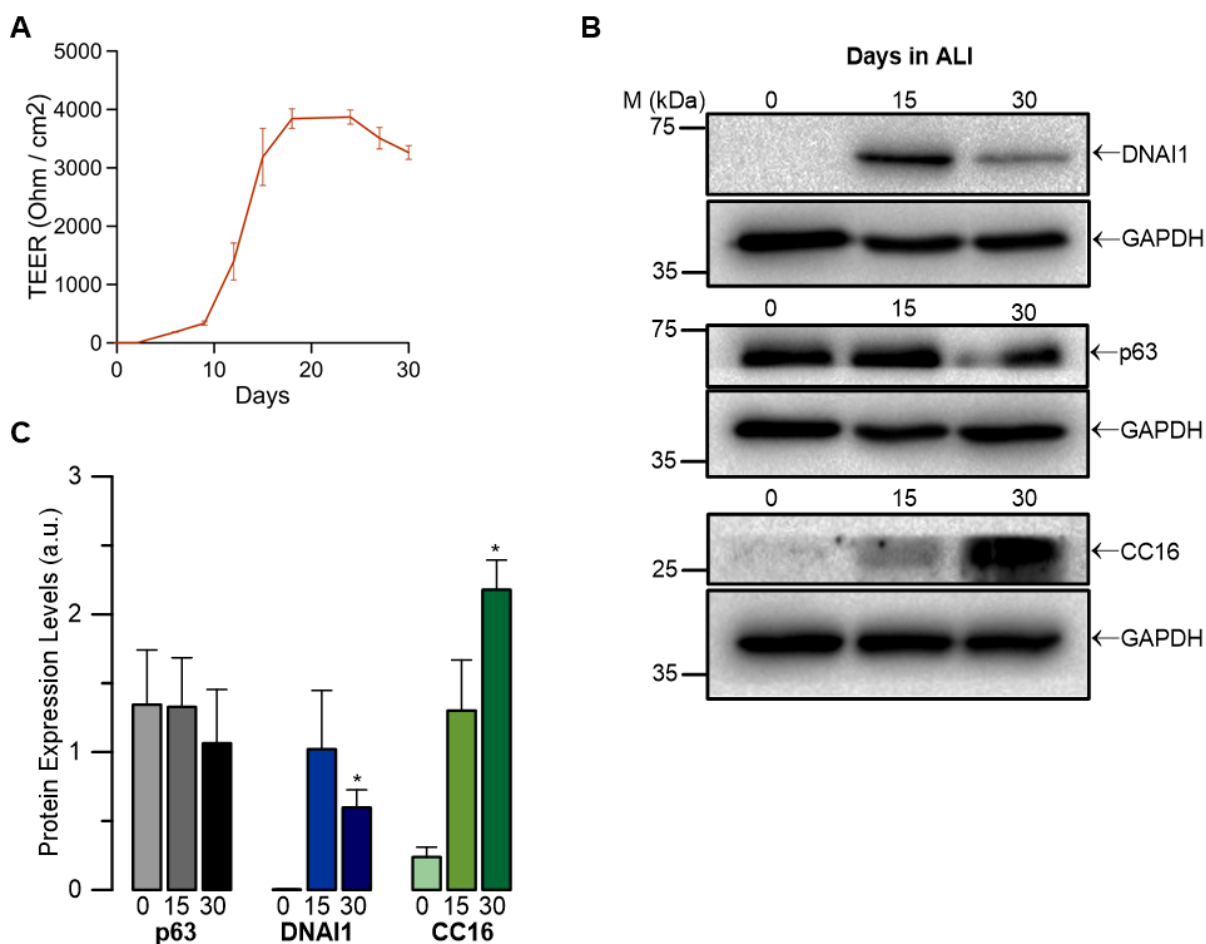 A
5000
4000
3000
2000
1000
0
TEER (Ohm / cm2)
0 10 20 30
Days
B
Days in ALI
M (kDa) 0 15 30
75
←DNAI1
←GAPDH
35
0 15 30
75
←p63
←GAPDH
35
0 15 30
←CC16
25
←GAPDH
35
C
3
2
1
0
Protein Expression Levels (a.u.)
* *
0 15 30 0 15 30 0 15 30
p63 DNAI1 CC16